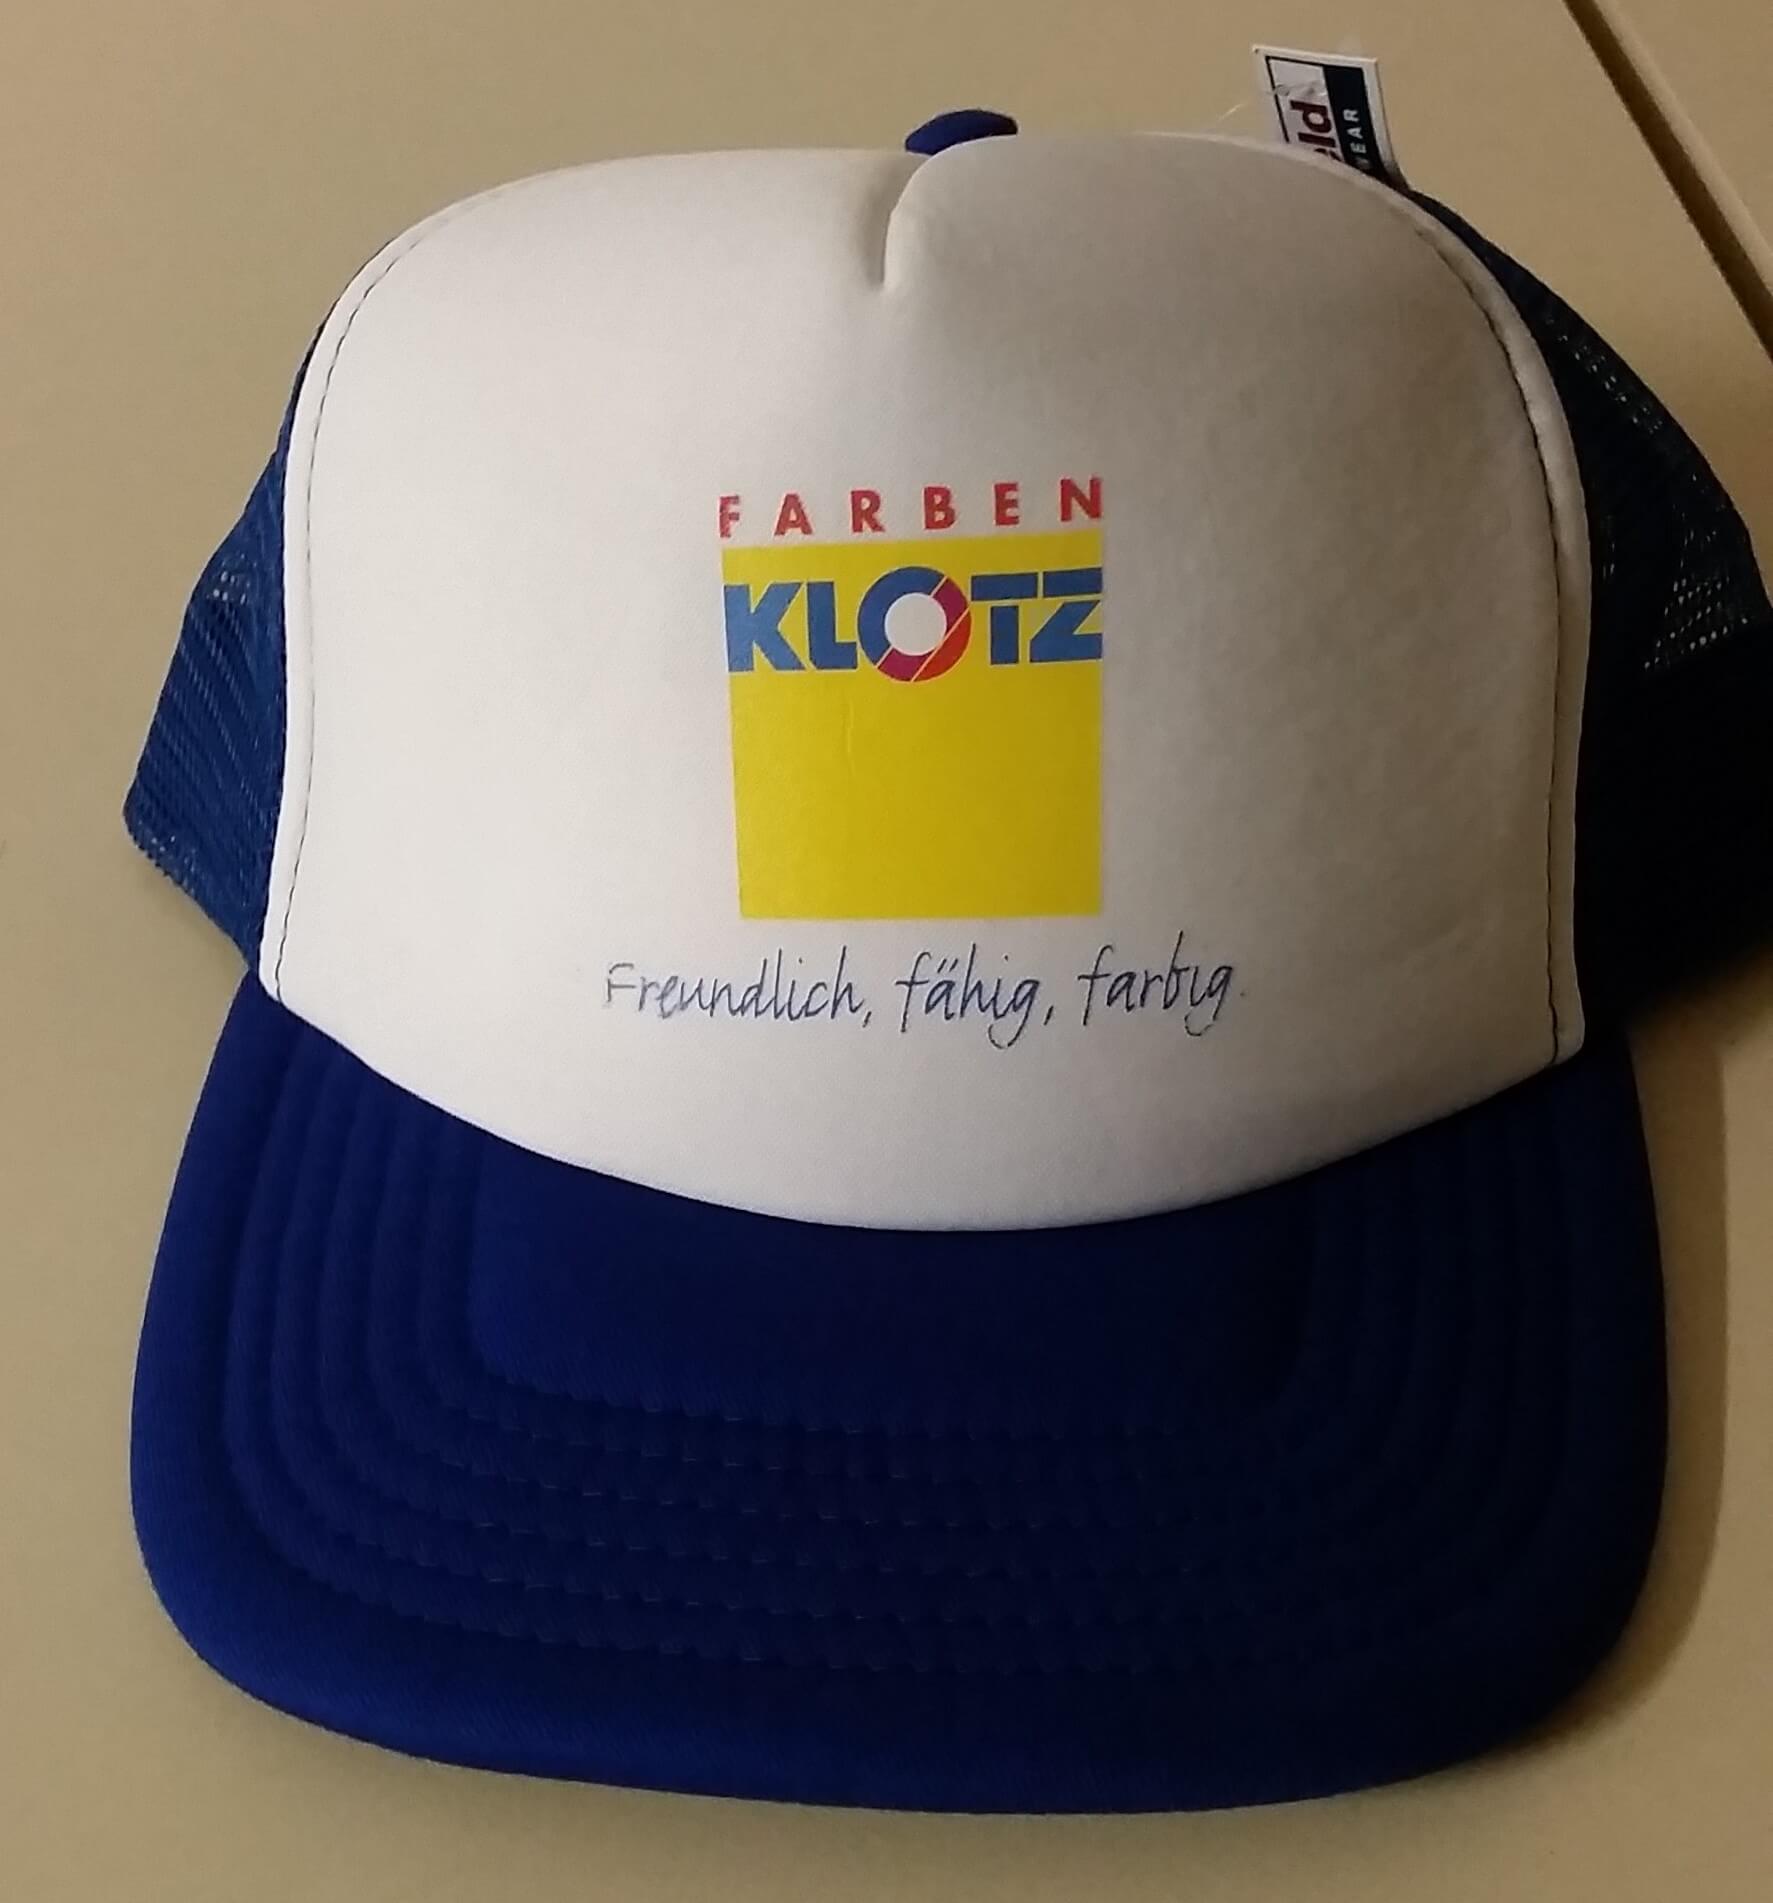 FARBEN
KLOTZ
Freundlich, fähig, farbig.